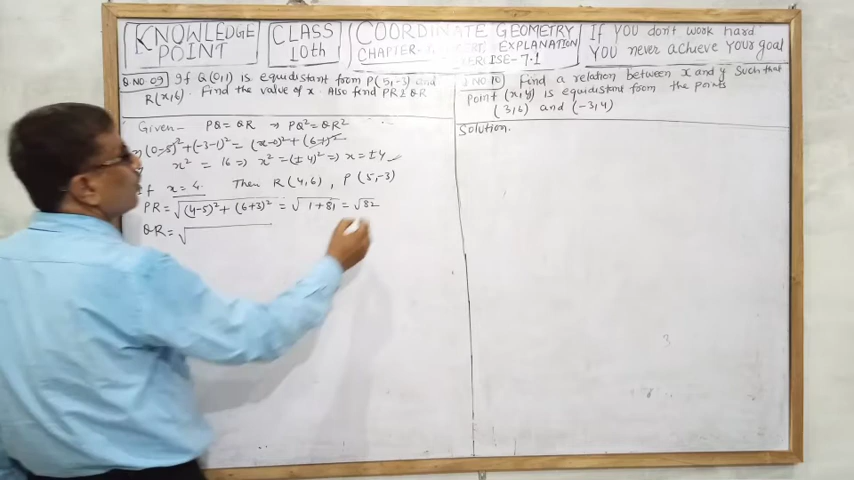 KNOWLEDGE POINT
CLASS 10th
COORDINATE GEOMETRY
CHAPTER- EXPLANATION
-7.1
If you don't work hard
you never achieve your goal
Q.NO.09 If Q(0,1) is equidistant from P(5,-3) and
R(x,6). Find the value of x. Also find PR & QR
Given- PQ=QR ⇒ PQ²=QR²
(0-5)²+(-3-1)²=(x-0)²+(6-1)²
x²=16 ⇒ x²=(±4)² ⇒ x=±4
If x=4. Then R(4,6), P(5,-3)
PR=√(4-5)²+(6+3)² = √1+81 = √82
QR=√
NO 10 Find a relation between x and y such that
point (x,y) is equidistant from the points
(3,6) and (-3,4)
Solution.